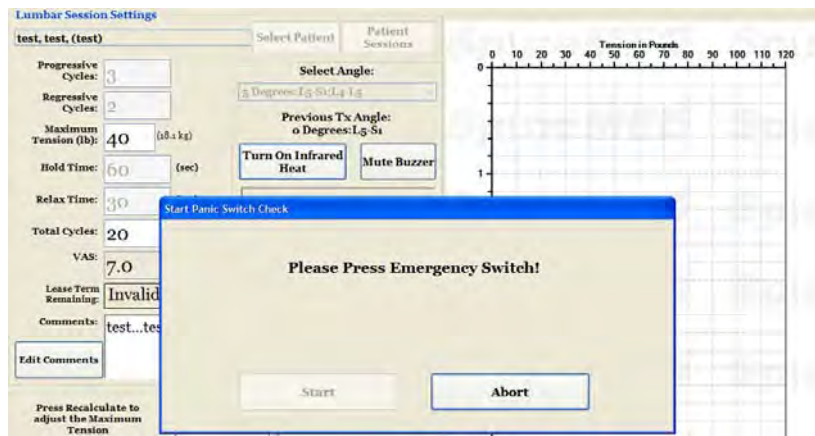 Lumbar Session Settings
test, test, (test)
Select Patient
Patient
Sessions
Progressive
Cycles:
3
Regressive
Cycles:
2
Maximum
Tension (lb):
40
(18.1 kg)
Hold Time:
60
(sec)
Relax Time:
30
Total Cycles:
20
VAS:
7.0
Lease Term
Remaining:
Invalid
Comments:
test...tes
Edit Comments
Press Recalculate to
adjust the Maximum
Tension
Select Angle:
5 Degrees: L5-S1:L4-L5
Previous Tx Angle:
0 Degrees:L5-S1
Turn On Infrared
Heat
Mute Buzzer
Tension in Pounds
0 10 20 30 40 50 60 70 80 90 100 110 120
0
1
Start Panic Switch Check
Please Press Emergency Switch!
Start
Abort